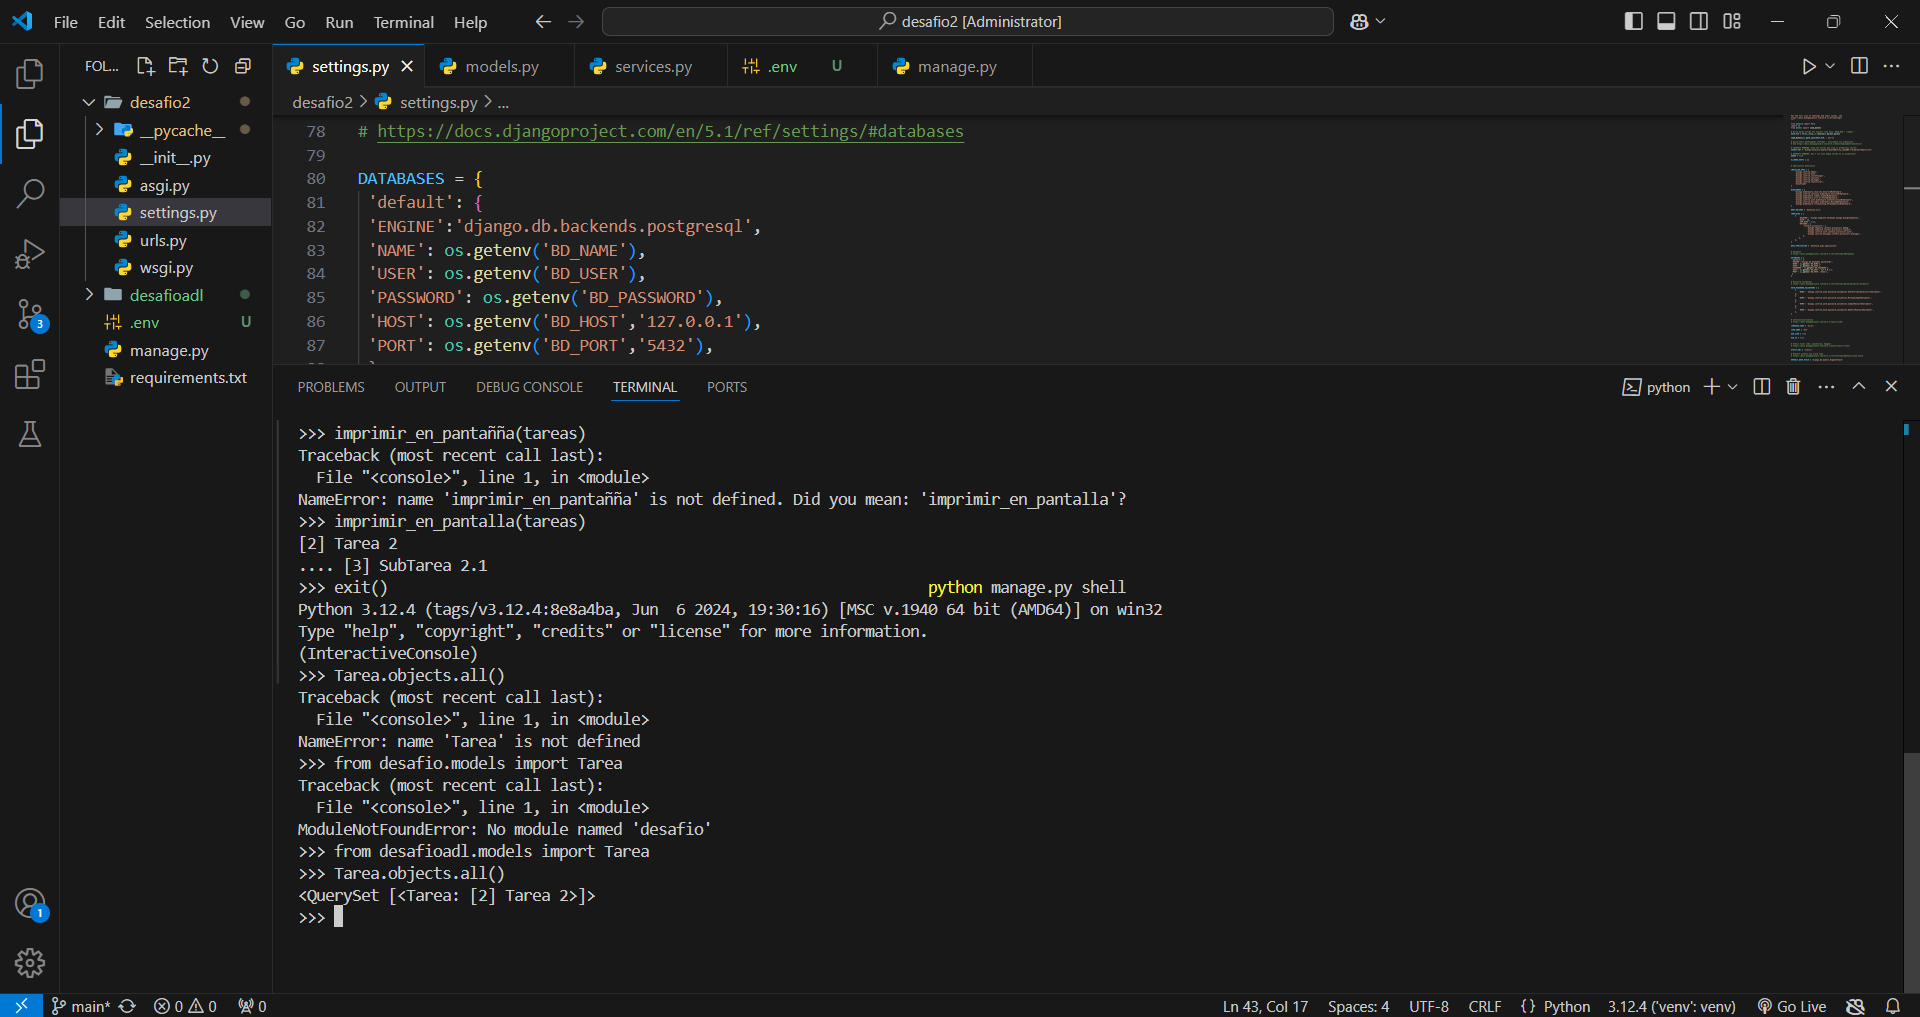 File Edit Selection View Go Run Terminal Help
desafio2 [Administrator]
FOL...
desafio2
__pycache__
__init__.py
asgi.py
settings.py
urls.py
wsgi.py
desafioadl
.env U
manage.py
requirements.txt
settings.py models.py services.py .env U manage.py
desafio2 > settings.py > ...
78 # https://docs.djangoproject.com/en/5.1/ref/settings/#databases
79
80 DATABASES = {
81 'default': {
82 'ENGINE':'django.db.backends.postgresql',
83 'NAME': os.getenv('BD_NAME'),
84 'USER': os.getenv('BD_USER'),
85 'PASSWORD': os.getenv('BD_PASSWORD'),
86 'HOST': os.getenv('BD_HOST','127.0.0.1'),
87 'PORT': os.getenv('BD_PORT','5432'),
PROBLEMS OUTPUT DEBUG CONSOLE TERMINAL PORTS
python
>>> imprimir_en_pantañña(tareas)
Traceback (most recent call last):
File "<console>", line 1, in <module>
NameError: name 'imprimir_en_pantañña' is not defined. Did you mean: 'imprimir_en_pantalla'?
>>> imprimir_en_pantalla(tareas)
[2] Tarea 2
.... [3] SubTarea 2.1
>>> exit() python manage.py shell
Python 3.12.4 (tags/v3.12.4:8e8a4ba, Jun  6 2024, 19:30:16) [MSC v.1940 64 bit (AMD64)] on win32
Type "help", "copyright", "credits" or "license" for more information.
(InteractiveConsole)
>>> Tarea.objects.all()
Traceback (most recent call last):
File "<console>", line 1, in <module>
NameError: name 'Tarea' is not defined
>>> from desafio.models import Tarea
Traceback (most recent call last):
File "<console>", line 1, in <module>
ModuleNotFoundError: No module named 'desafio'
>>> from desafioadl.models import Tarea
>>> Tarea.objects.all()
<QuerySet [<Tarea: [2] Tarea 2>]>
>>>
3
1
main* 0 0 0
Ln 43, Col 17 Spaces: 4 UTF-8 CRLF {} Python 3.12.4 ('venv': venv) Go Live